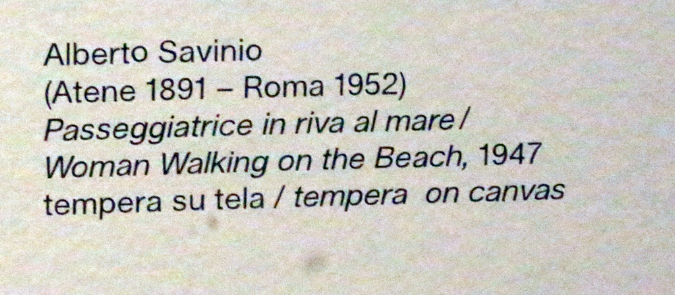 Alberto Savinio
(Atene 1891 – Roma 1952)
Passeggiatrice in riva al mare/
Woman Walking on the Beach, 1947
tempera su tela / tempera on canvas